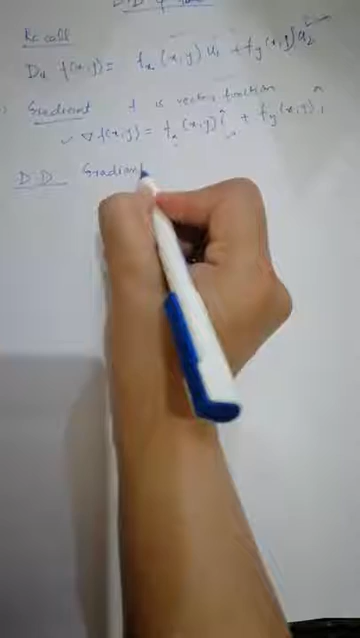 Recall
Du f(x,y) = fx (x,y) u1 + fy(x,y) u2
Gradient f is vector function
✓ ∇f(x,y) = fx(x,y) î + fy(x,y) ĵ
D.D Gradient